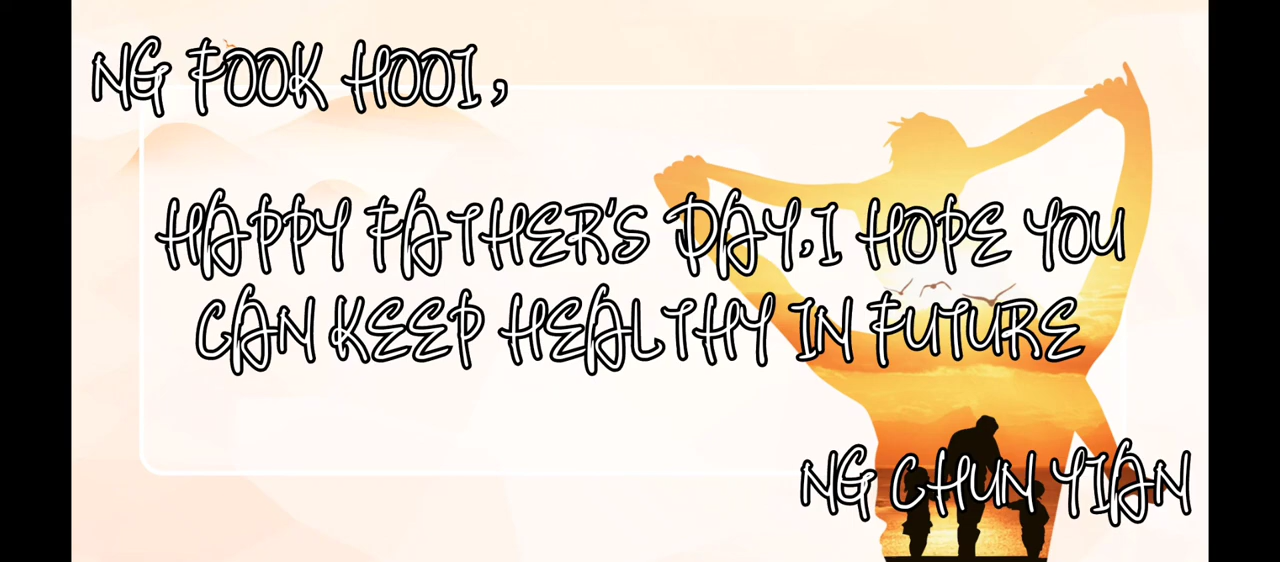 NG FOOK HOOI,
HAPPY FATHER'S DAY,I HOPE YOU
CAN KEEP HEALTHY IN FUTURE
NG CHUN YIAN